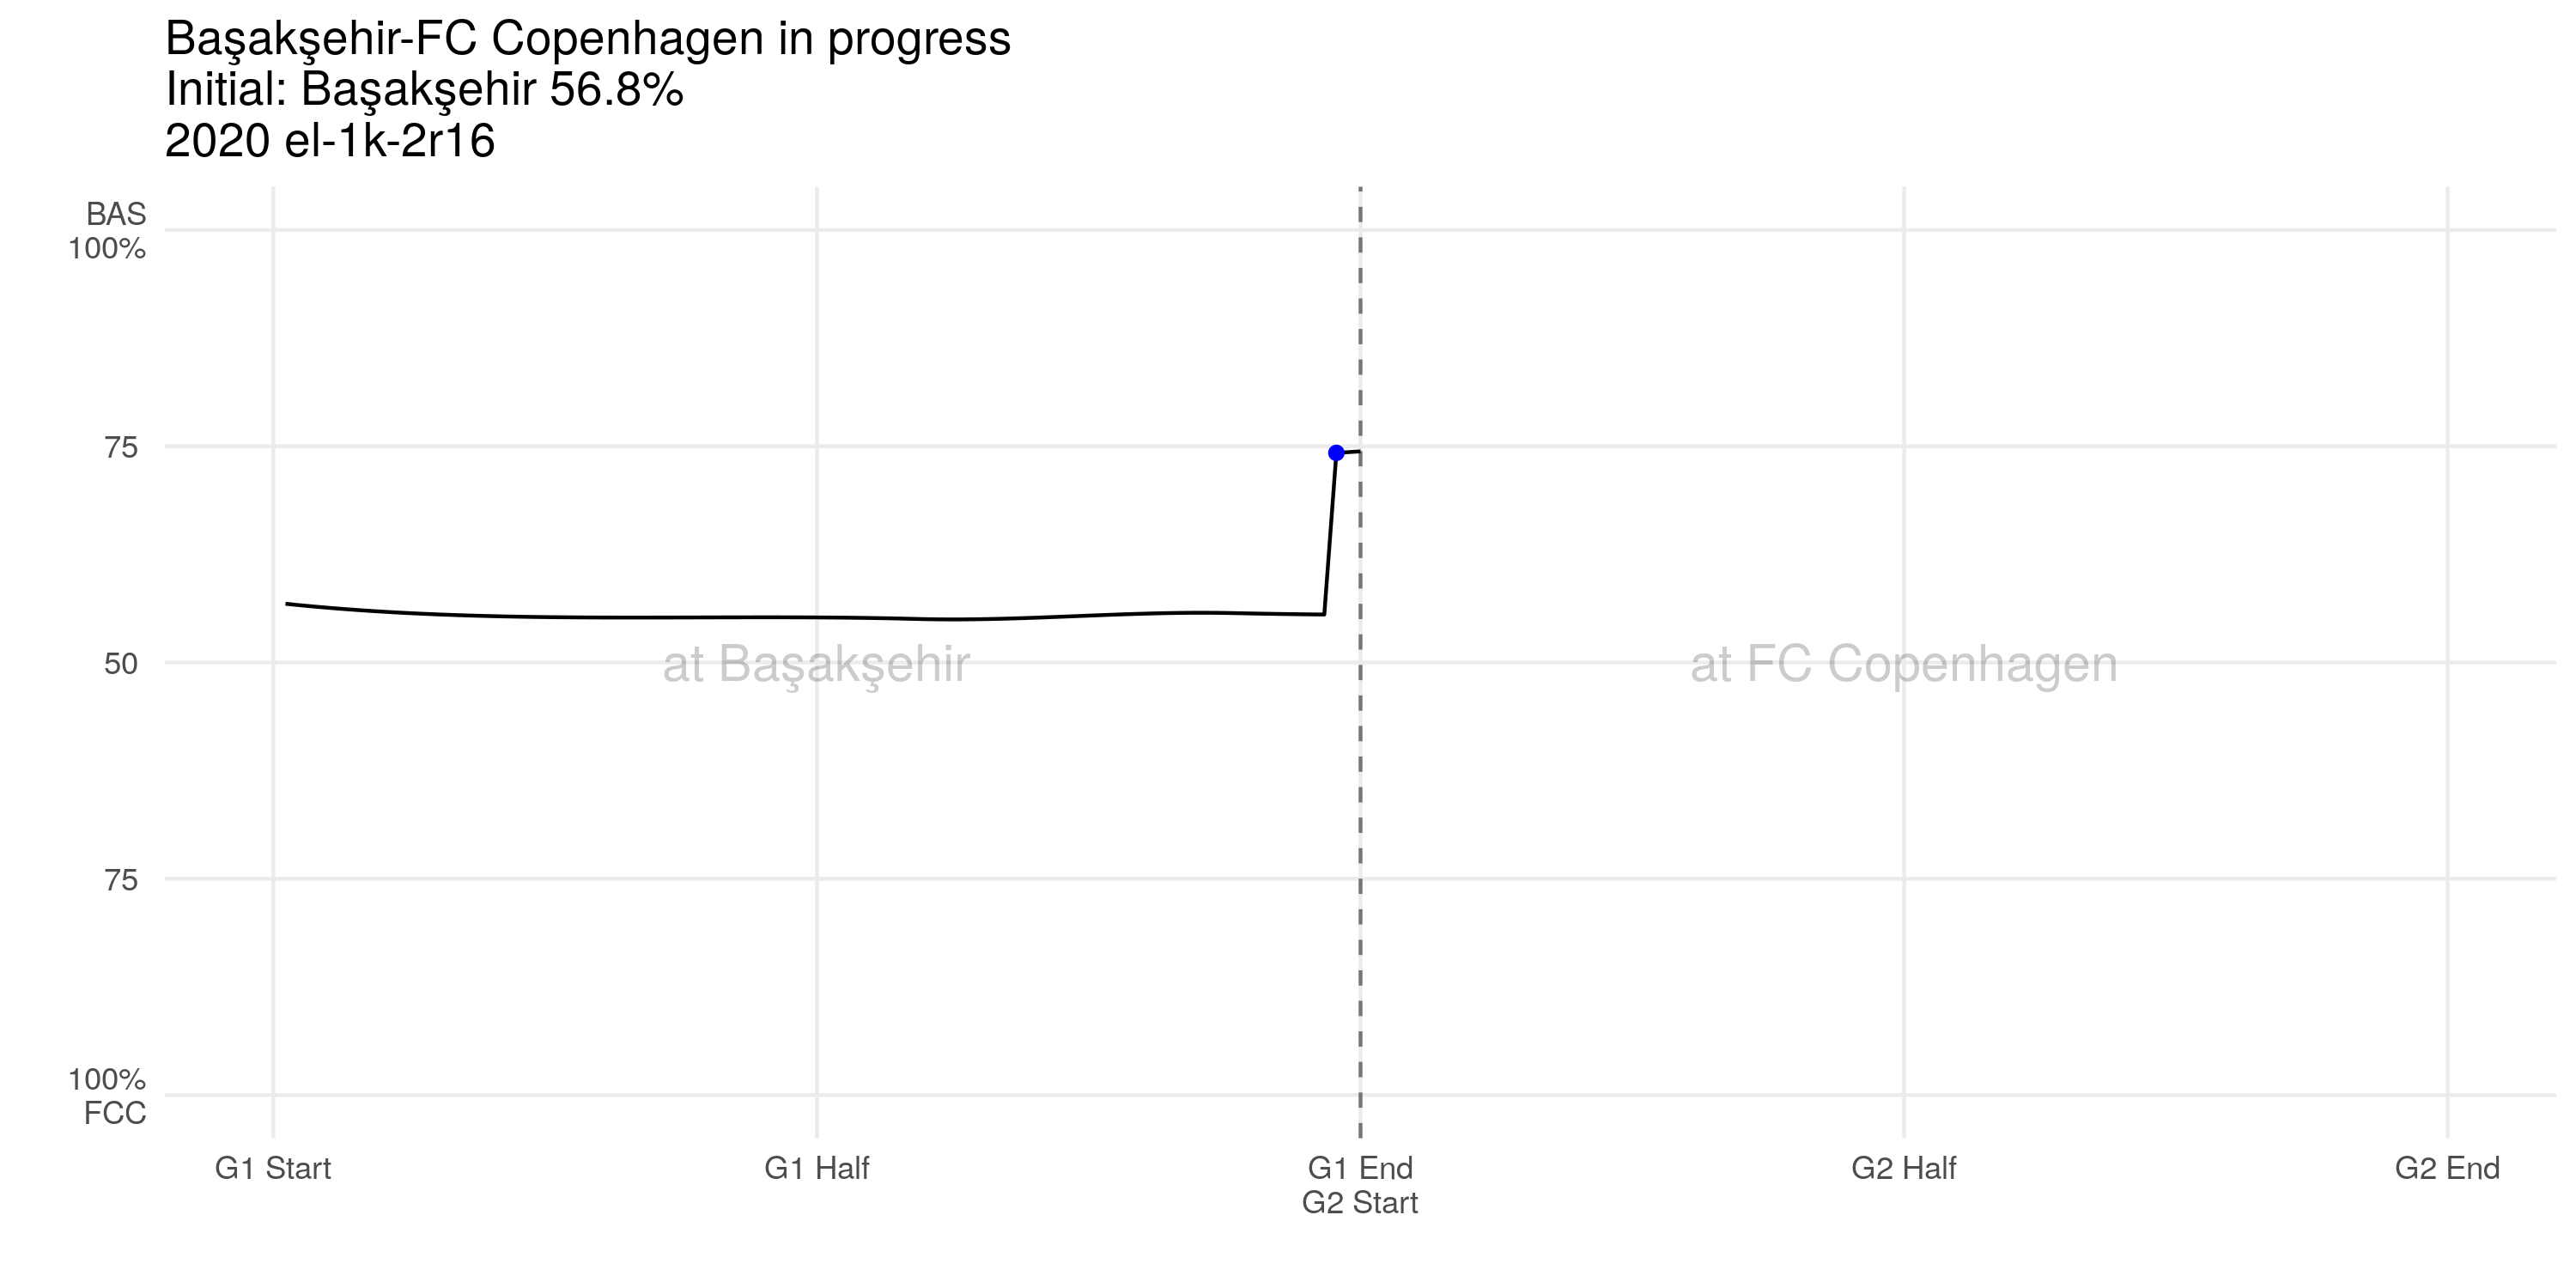 Başakşehir-FC Copenhagen in progress
Initial: Başakşehir 56.8%
2020 el-1k-2r16
BAS
100%
75
50
75
100%
FCC
at Başakşehir
at FC Copenhagen
G1 Start
G1 Half
G1 End
G2 Start
G2 Half
G2 End